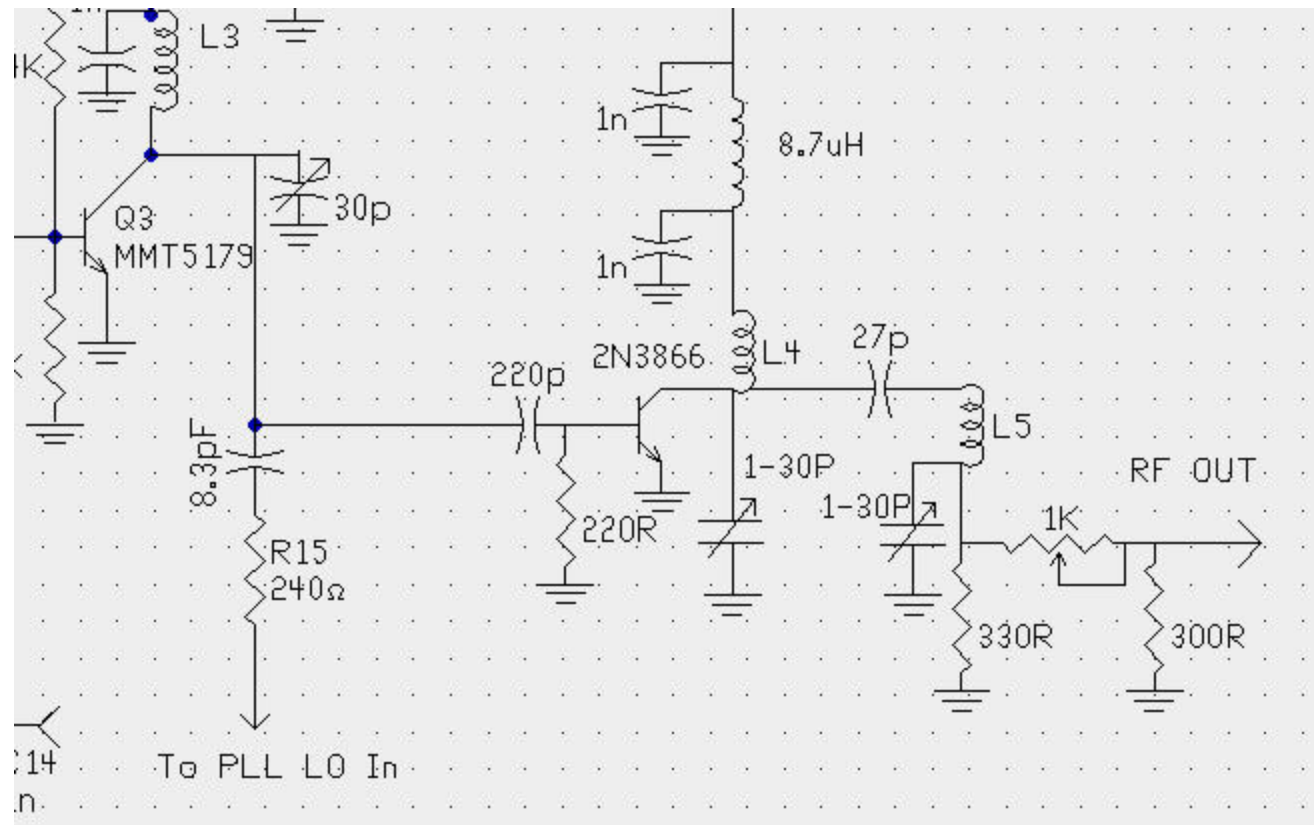 L3
1n
8.7uH
30p
Q3
MMT5179
1n
2N3866
L4
27p
220p
L5
8.3pF
1-30P
RF OUT
1-30P
1K
220R
R15
240Ω
330R
300R
To PLL LO In